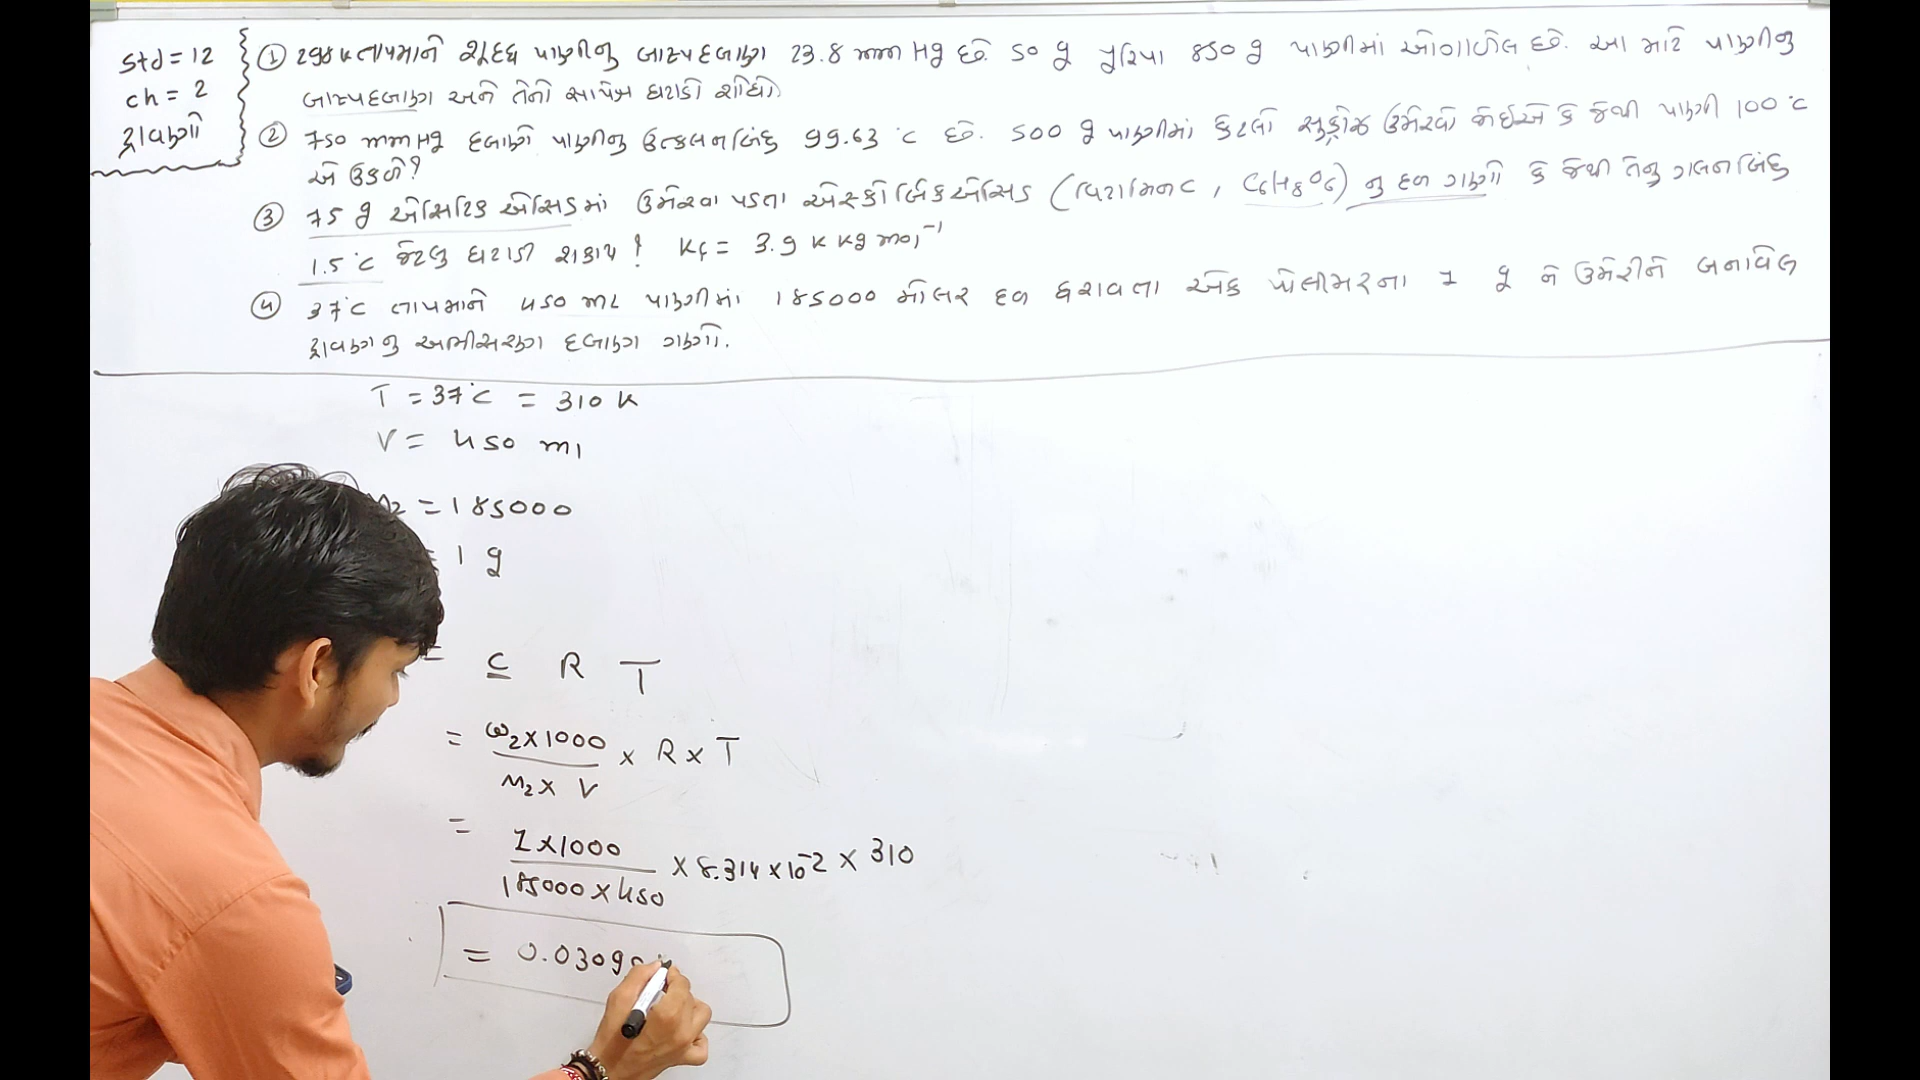 Std = 12
ch = 2
દ્રાવણો
① 298 K તાપમાને શુદ્ધ પાણીનુ બાષ્પદબાણ 23.8 mm Hg છે. 50 g યુરિયા 850 g પાણીમાં ઓગાળેલ છે. આ માટે પાણીનુ
બાષ્પદબાણ અને તેનો સાપેક્ષ ઘટાડો શોધો
② 750 mm Hg દબાણે પાણીનુ ઉત્કલનબિંદુ 99.63 °C છે. 500 g પાણીમાં કેટલો સુક્રોઝ ઉમેરવો જોઈએ કે જેથી પાણી 100 °C
એ ઉકળે?
③ 75 g એસિટિક એસિડમાં ઉમેરવા પડતા એસ્કોર્બિક એસિડ (વિટામિન C, C6H8O6) નુ દળ ગણો કે જેથી તેનુ ગલનબિંદુ
1.5 °C જેટલુ ઘટાડી શકાય! Kf = 3.9 K kg mol⁻¹
④ 37°C તાપમાને 450 mL પાણીમાં 185000 મોલર દળ ધરાવતા એક પોલીમરના 1 g ને ઉમેરીને બનાવેલ
દ્રાવણનુ અભિસરણ દબાણ ગણો.
T = 37°C = 310 K
V = 450 ml
2 = 185000
= 1 g
= C R T
= ω2 × 1000 / M2 × V × R × T
= 1 × 1000 / 185000 × 450 × 8.314 × 10⁻² × 310
= 0.0309